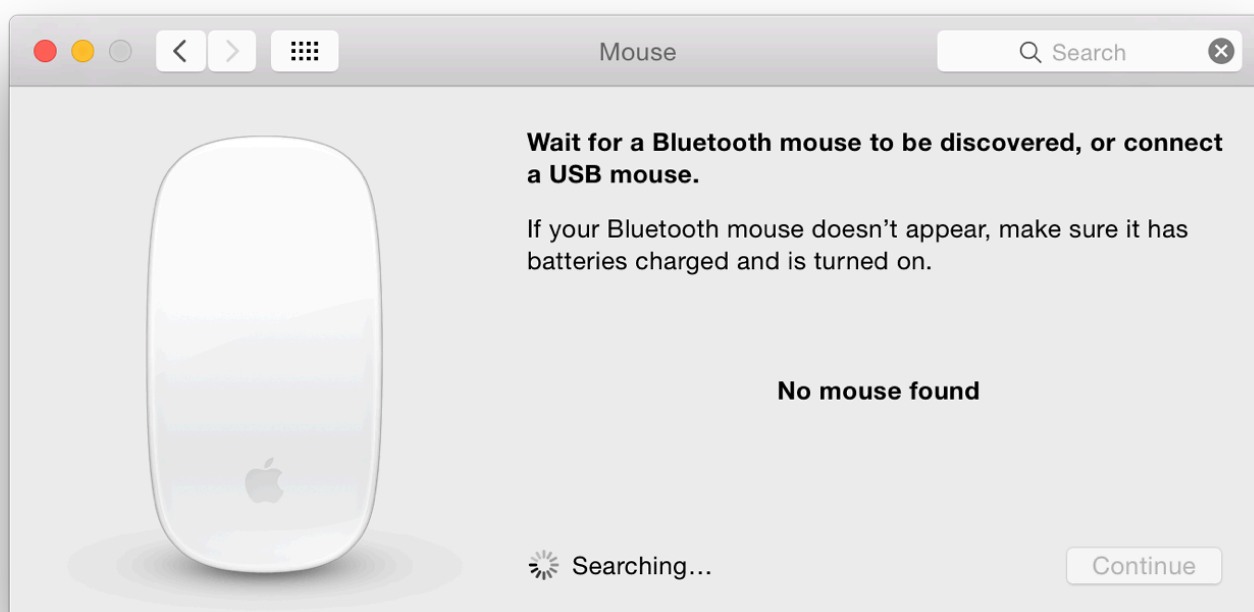 Mouse
Search
Wait for a Bluetooth mouse to be discovered, or connect
a USB mouse.
If your Bluetooth mouse doesn't appear, make sure it has
batteries charged and is turned on.
No mouse found
Searching...
Continue